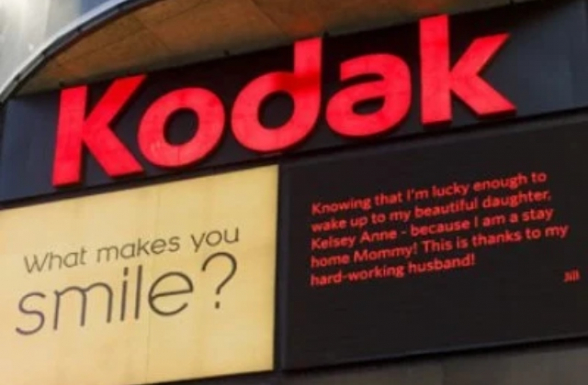 Kodak
What makes you
smile?
Knowing that I'm lucky enough to
wake up to my beautiful daughter,
Kelsey Anne - because I am a stay
home Mommy! This is thanks to my
hard-working husband!
Jill